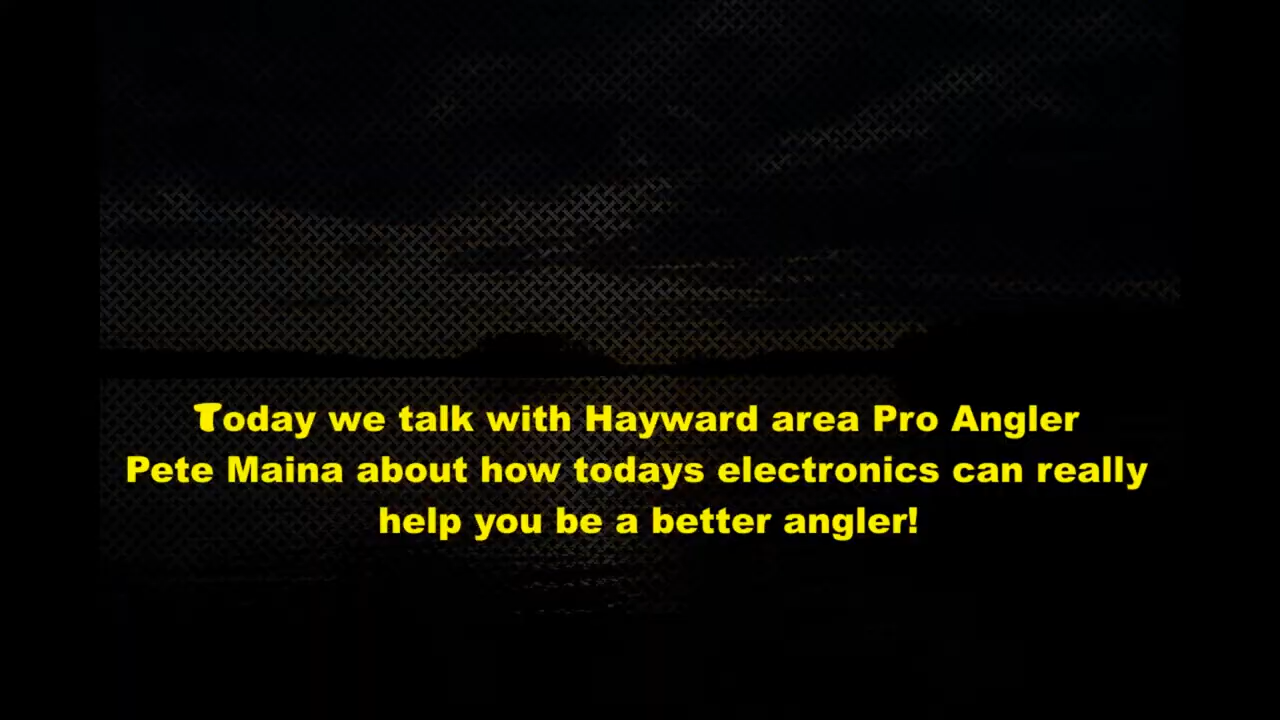 Today we talk with Hayward area Pro Angler
Pete Maina about how todays electronics can really
help you be a better angler!